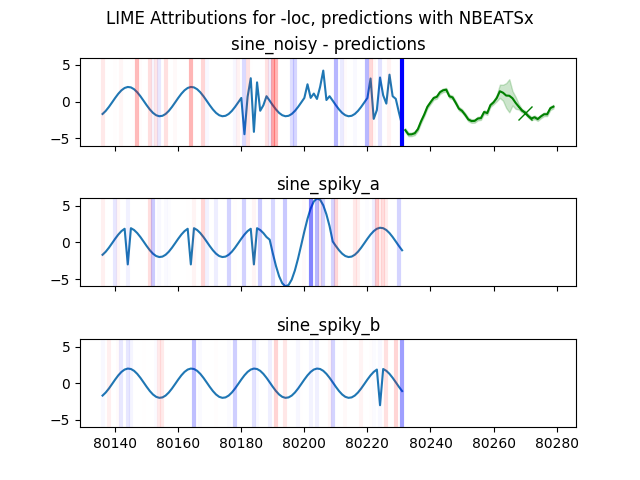 LIME Attributions for -loc, predictions with NBEATSx
sine_noisy - predictions
5
0
−5
sine_spiky_a
5
0
−5
sine_spiky_b
5
0
−5
80140 80160 80180 80200 80220 80240 80260 80280